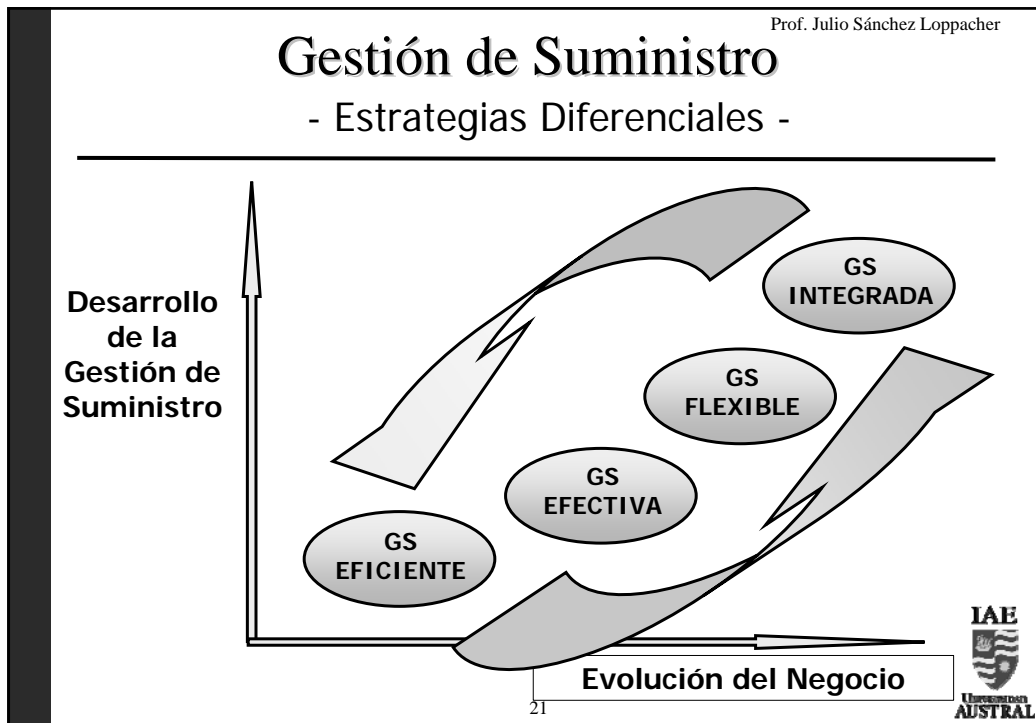 Prof. Julio Sánchez Loppacher
Gestión de Suministro
- Estrategias Diferenciales -
Desarrollo
de la
Gestión de
Suministro
GS
INTEGRADA
GS
FLEXIBLE
GS
EFECTIVA
GS
EFICIENTE
Evolución del Negocio
21
IAE
UNIVERSIDAD
AUSTRAL